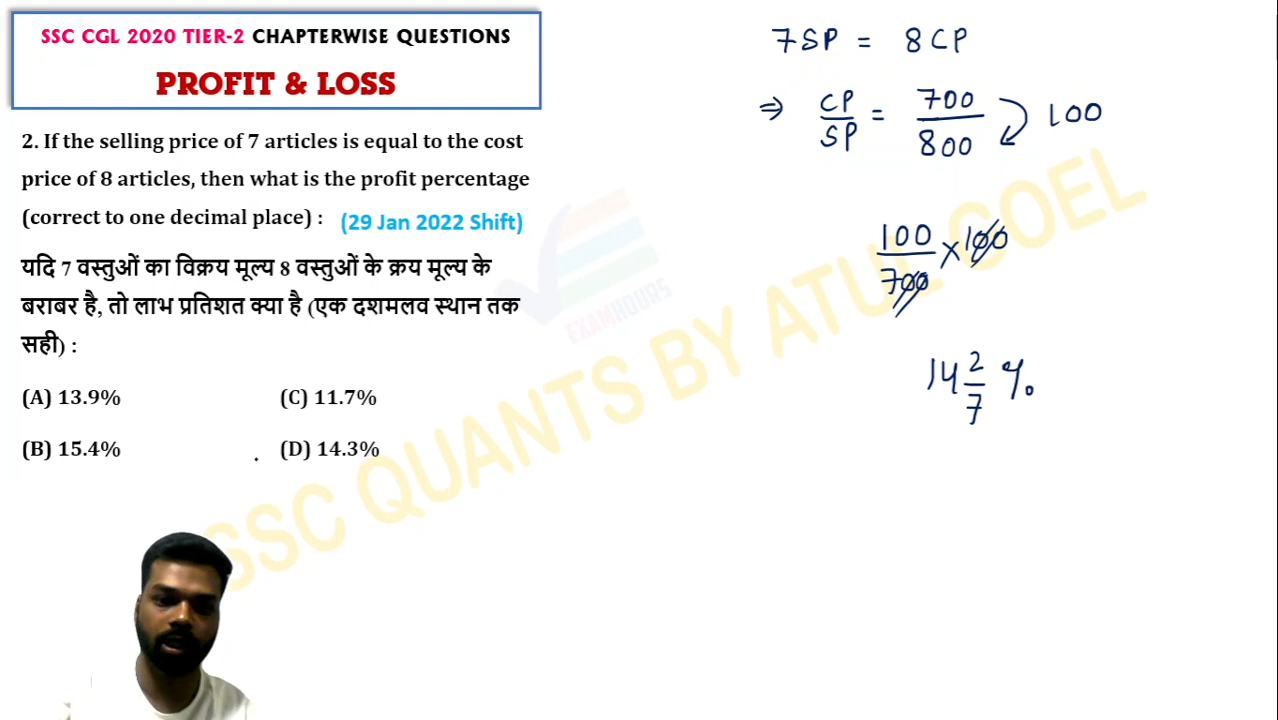 SSC CGL 2020 TIER-2 CHAPTERWISE QUESTIONS
PROFIT & LOSS
2. If the selling price of 7 articles is equal to the cost
price of 8 articles, then what is the profit percentage
(correct to one decimal place) : (29 Jan 2022 Shift)
यदि 7 वस्तुओं का विक्रय मूल्य 8 वस्तुओं के क्रय मूल्य के
बराबर है, तो लाभ प्रतिशत क्या है (एक दशमलव स्थान तक
सही) :
(A) 13.9% (C) 11.7%
(B) 15.4% (D) 14.3%
7SP = 8CP
⇒ CP/SP = 700/800 100
100/700 × 100
14 2/7 %
EXAMHOURS
SSC QUANTS BY ATUL GOEL